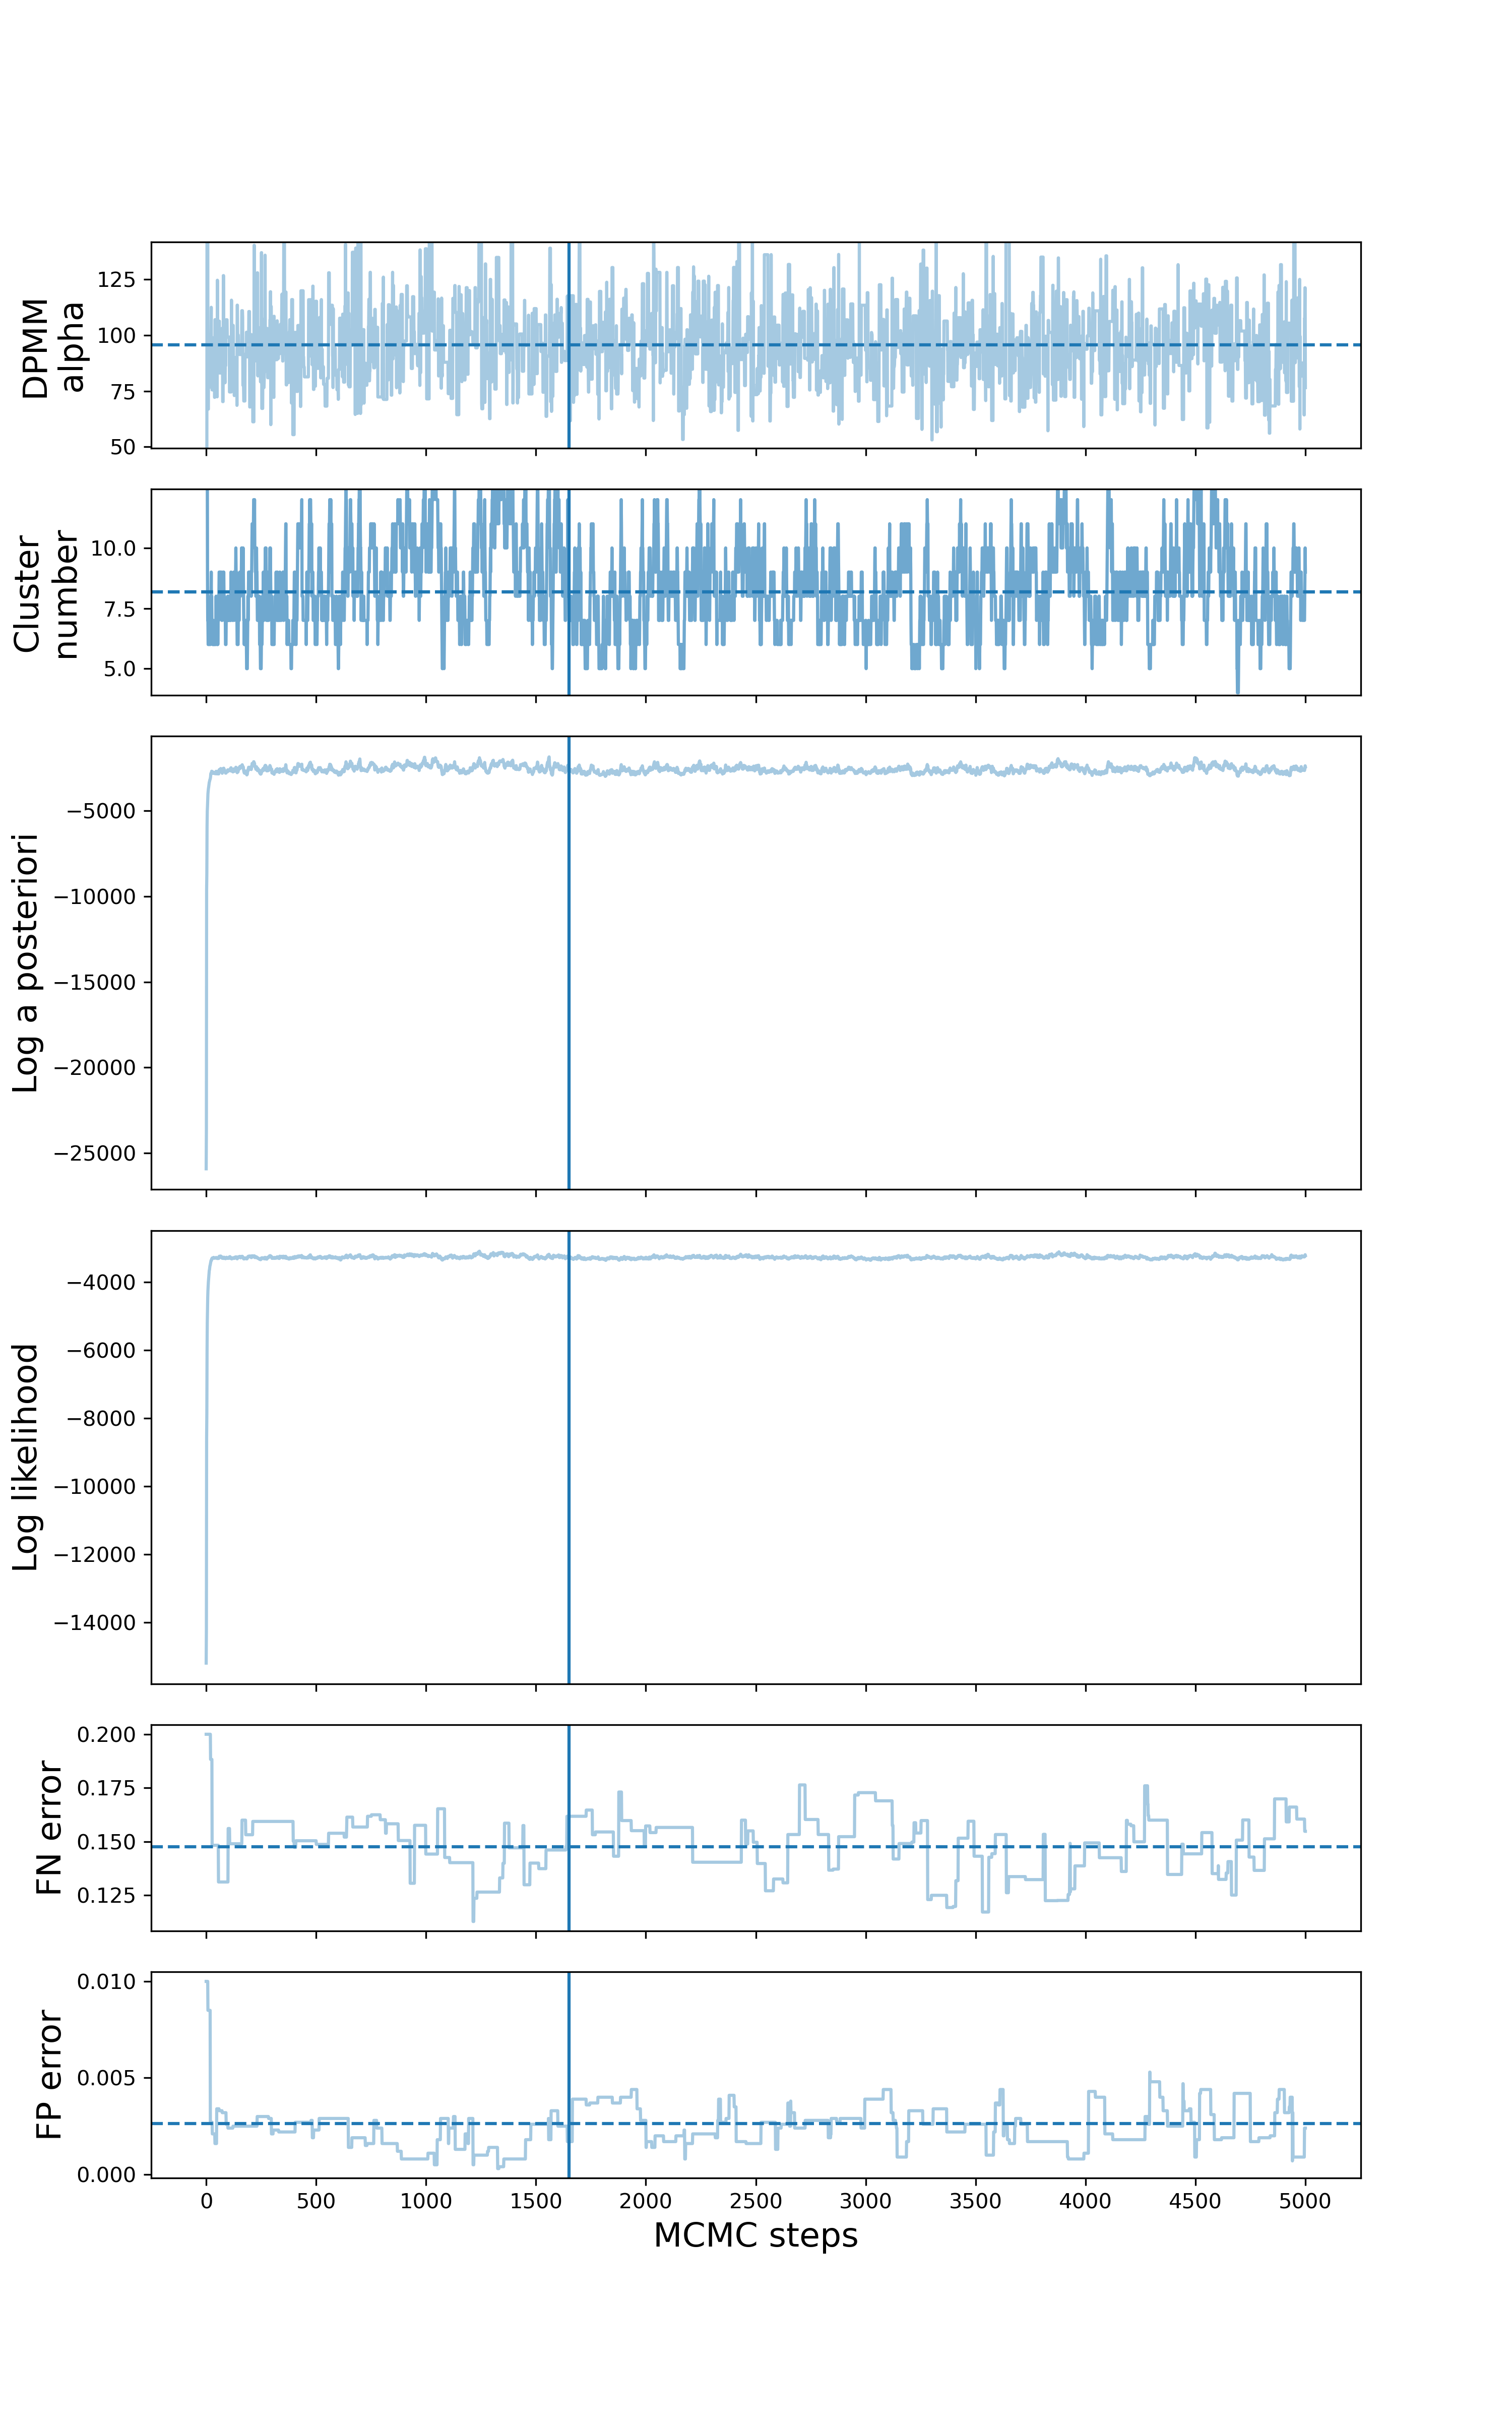 DPMM
alpha
125
100
75
50
Cluster
number
10.0
7.5
5.0
Log a posteriori
−5000
−10000
−15000
−20000
−25000
Log likelihood
−4000
−6000
−8000
−10000
−12000
−14000
FN error
0.200
0.175
0.150
0.125
FP error
0.010
0.005
0.000
0 500 1000 1500 2000 2500 3000 3500 4000 4500 5000
MCMC steps